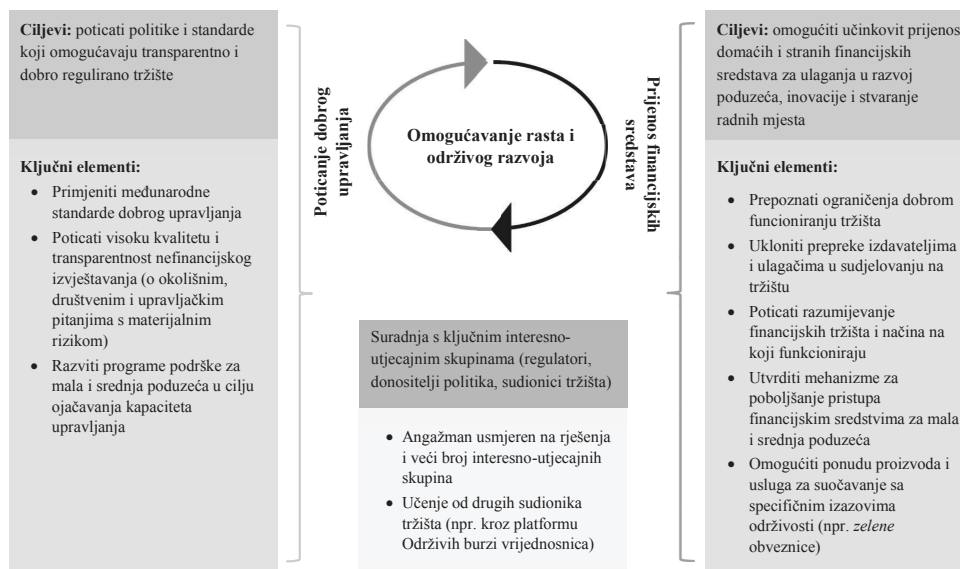 Ciljevi: poticati politike i standarde
koji omogućavaju transparentno i
dobro regulirano tržište
Ključni elementi:
• Primjeniti međunarodne
standarde dobrog upravljanja
• Poticati visoku kvalitetu i
transparentnost nefinancijskog
izvještavanja (o okolišnim,
društvenim i upravljačkim
pitanjima s materijalnim
rizikom)
• Razviti programe podrške za
mala i srednja poduzeća u cilju
ojačavanja kapaciteta
upravljanja
Poticanje dobrog
upravljanja
Omogućavanje rasta i
održivog razvoja
Prijenos financijskih
sredstava
Suradnja s ključnim interesno-
utjecajnim skupinama (regulatori,
donositelji politika, sudionici tržišta)
• Angažman usmjeren na rješenja
i veći broj interesno-utjecajnih
skupina
• Učenje od drugih sudionika
tržišta (npr. kroz platformu
Održivih burzi vrijednosnica)
Ciljevi: omogućiti učinkovit prijenos
domaćih i stranih financijskih
sredstava za ulaganja u razvoj
poduzeća, inovacije i stvaranje
radnih mjesta
Ključni elementi:
• Prepoznati ograničenja dobrom
funcioniranju tržišta
• Ukloniti prepreke izdavateljima
i ulagačima u sudjelovanju na
tržištu
• Poticati razumijevanje
financijskih tržišta i načina na
koji funkcioniraju
• Utvrditi mehanizme za
poboljšanje pristupa
financijskim sredstvima za mala
i srednja poduzeća
• Omogućiti ponudu proizvoda i
usluga za suočavanje sa
specifičnim izazovima
održivosti (npr. zelene
obveznice)